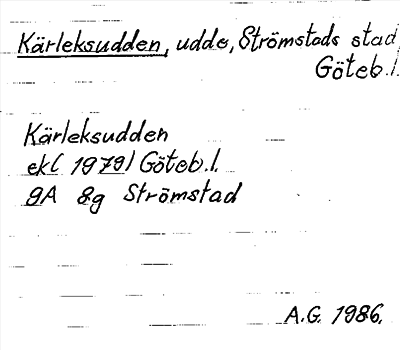 Kärleksudden, udde, Strömstads stad
Göteb.l.
Kärleksudden
ek( 1979) Göteb.l.
9A 8g Strömstad
A.G. 1986.